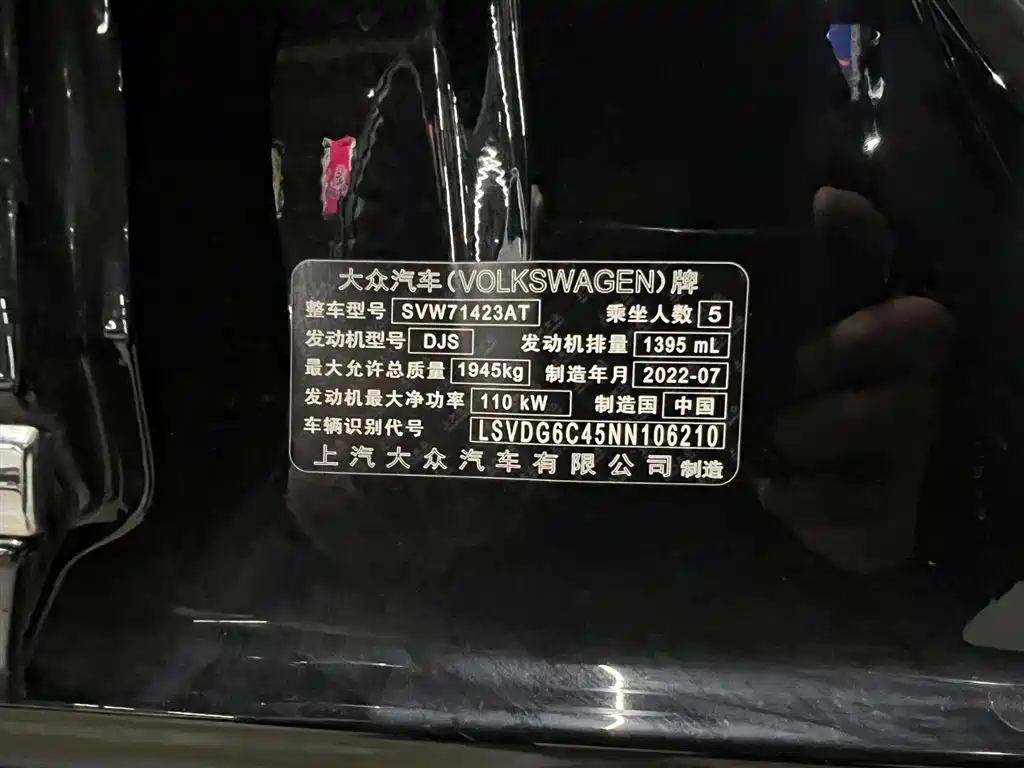 大众汽车(VOLKSWAGEN)牌
整车型号 SVW71423AT 乘坐人数 5
发动机型号 DJS 发动机排量 1395 mL
最大允许总质量 1945kg 制造年月 2022-07
发动机最大净功率 110 kW 制造国 中国
车辆识别代号 LSVDG6C45NN106210
上汽大众汽车有限公司制造